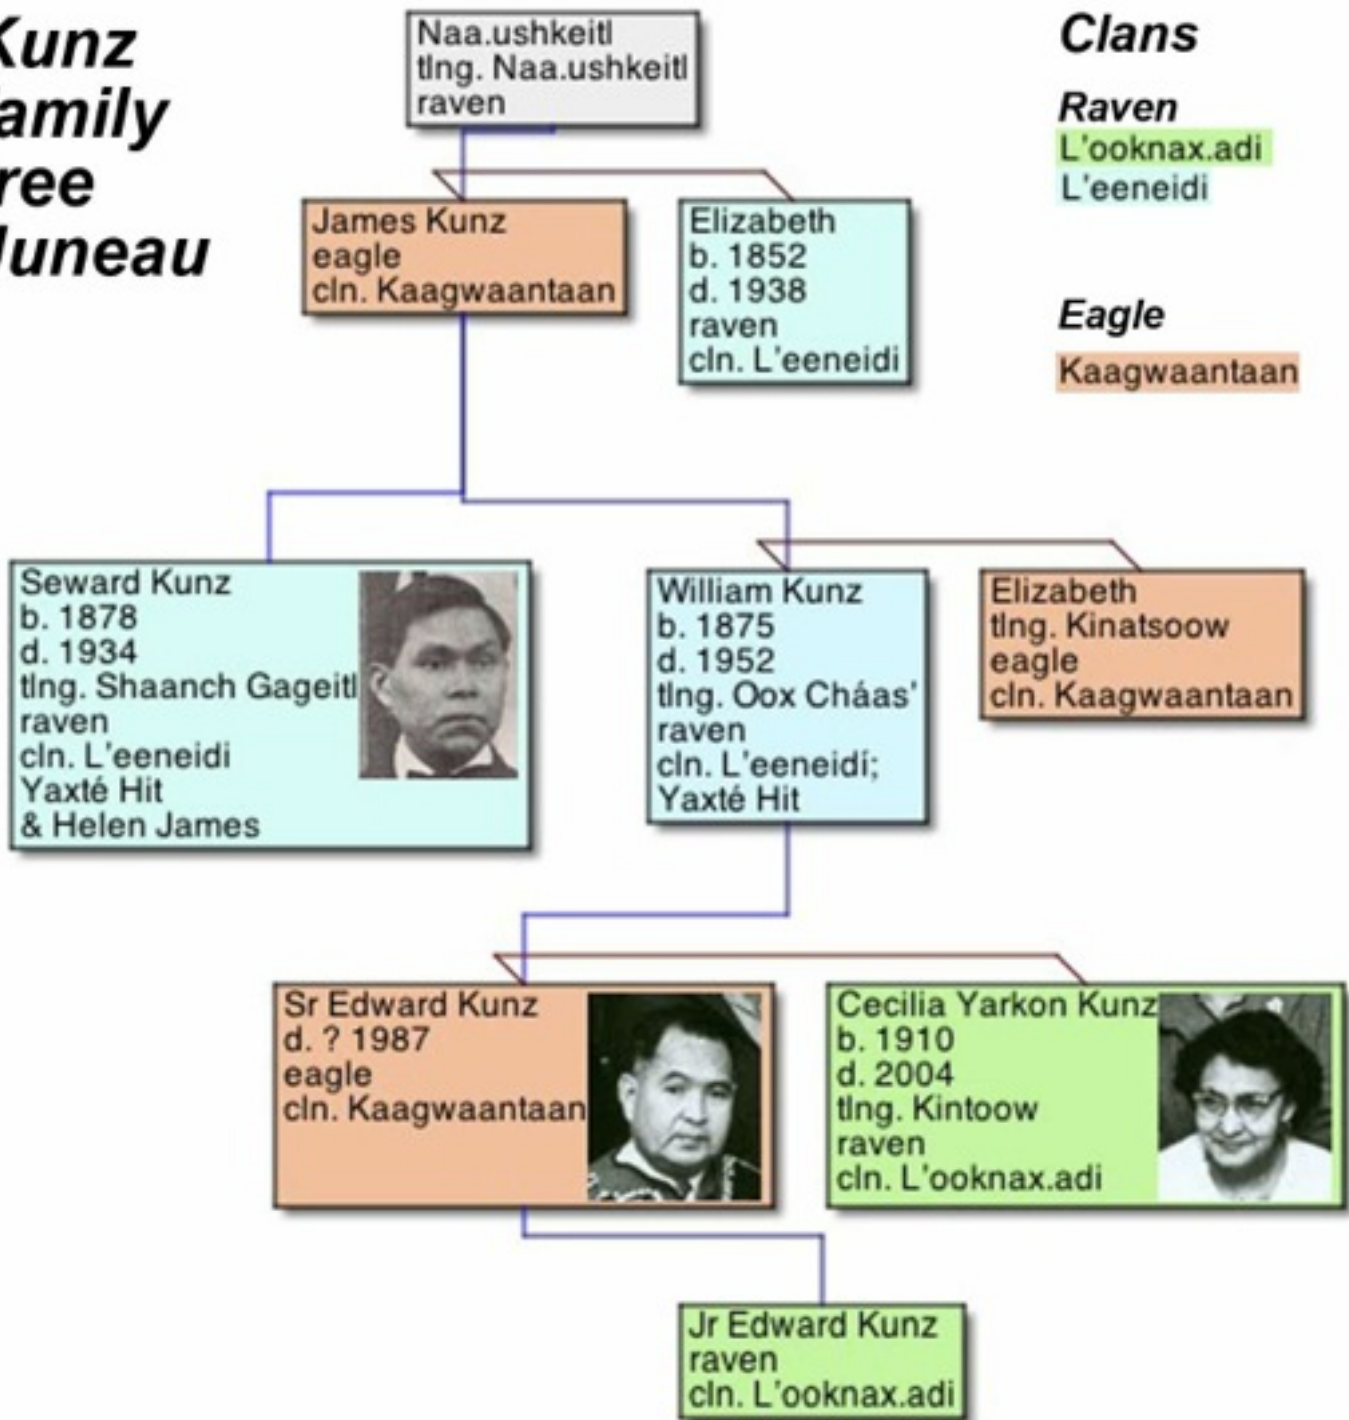 Kunz
amily
ree
Juneau
Naa.ushkeitl
tlng. Naa.ushkeitl
raven
Clans
Raven
L'ooknax.adi
L'eeneidi
Eagle
Kaagwaantaan
James Kunz
eagle
cln. Kaagwaantaan
Elizabeth
b. 1852
d. 1938
raven
cln. L'eeneidi
Seward Kunz
b. 1878
d. 1934
tlng. Shaanch Gageitl
raven
cln. L'eeneidi
Yaxté Hit
& Helen James
William Kunz
b. 1875
d. 1952
tlng. Oox Cháas'
raven
cln. L'eeneidí;
Yaxté Hit
Elizabeth
tlng. Kinatsoow
eagle
cln. Kaagwaantaan
Sr Edward Kunz
d. ? 1987
eagle
cln. Kaagwaantaan
Cecilia Yarkon Kunz
b. 1910
d. 2004
tlng. Kintoow
raven
cln. L'ooknax.adi
Jr Edward Kunz
raven
cln. L'ooknax.adi